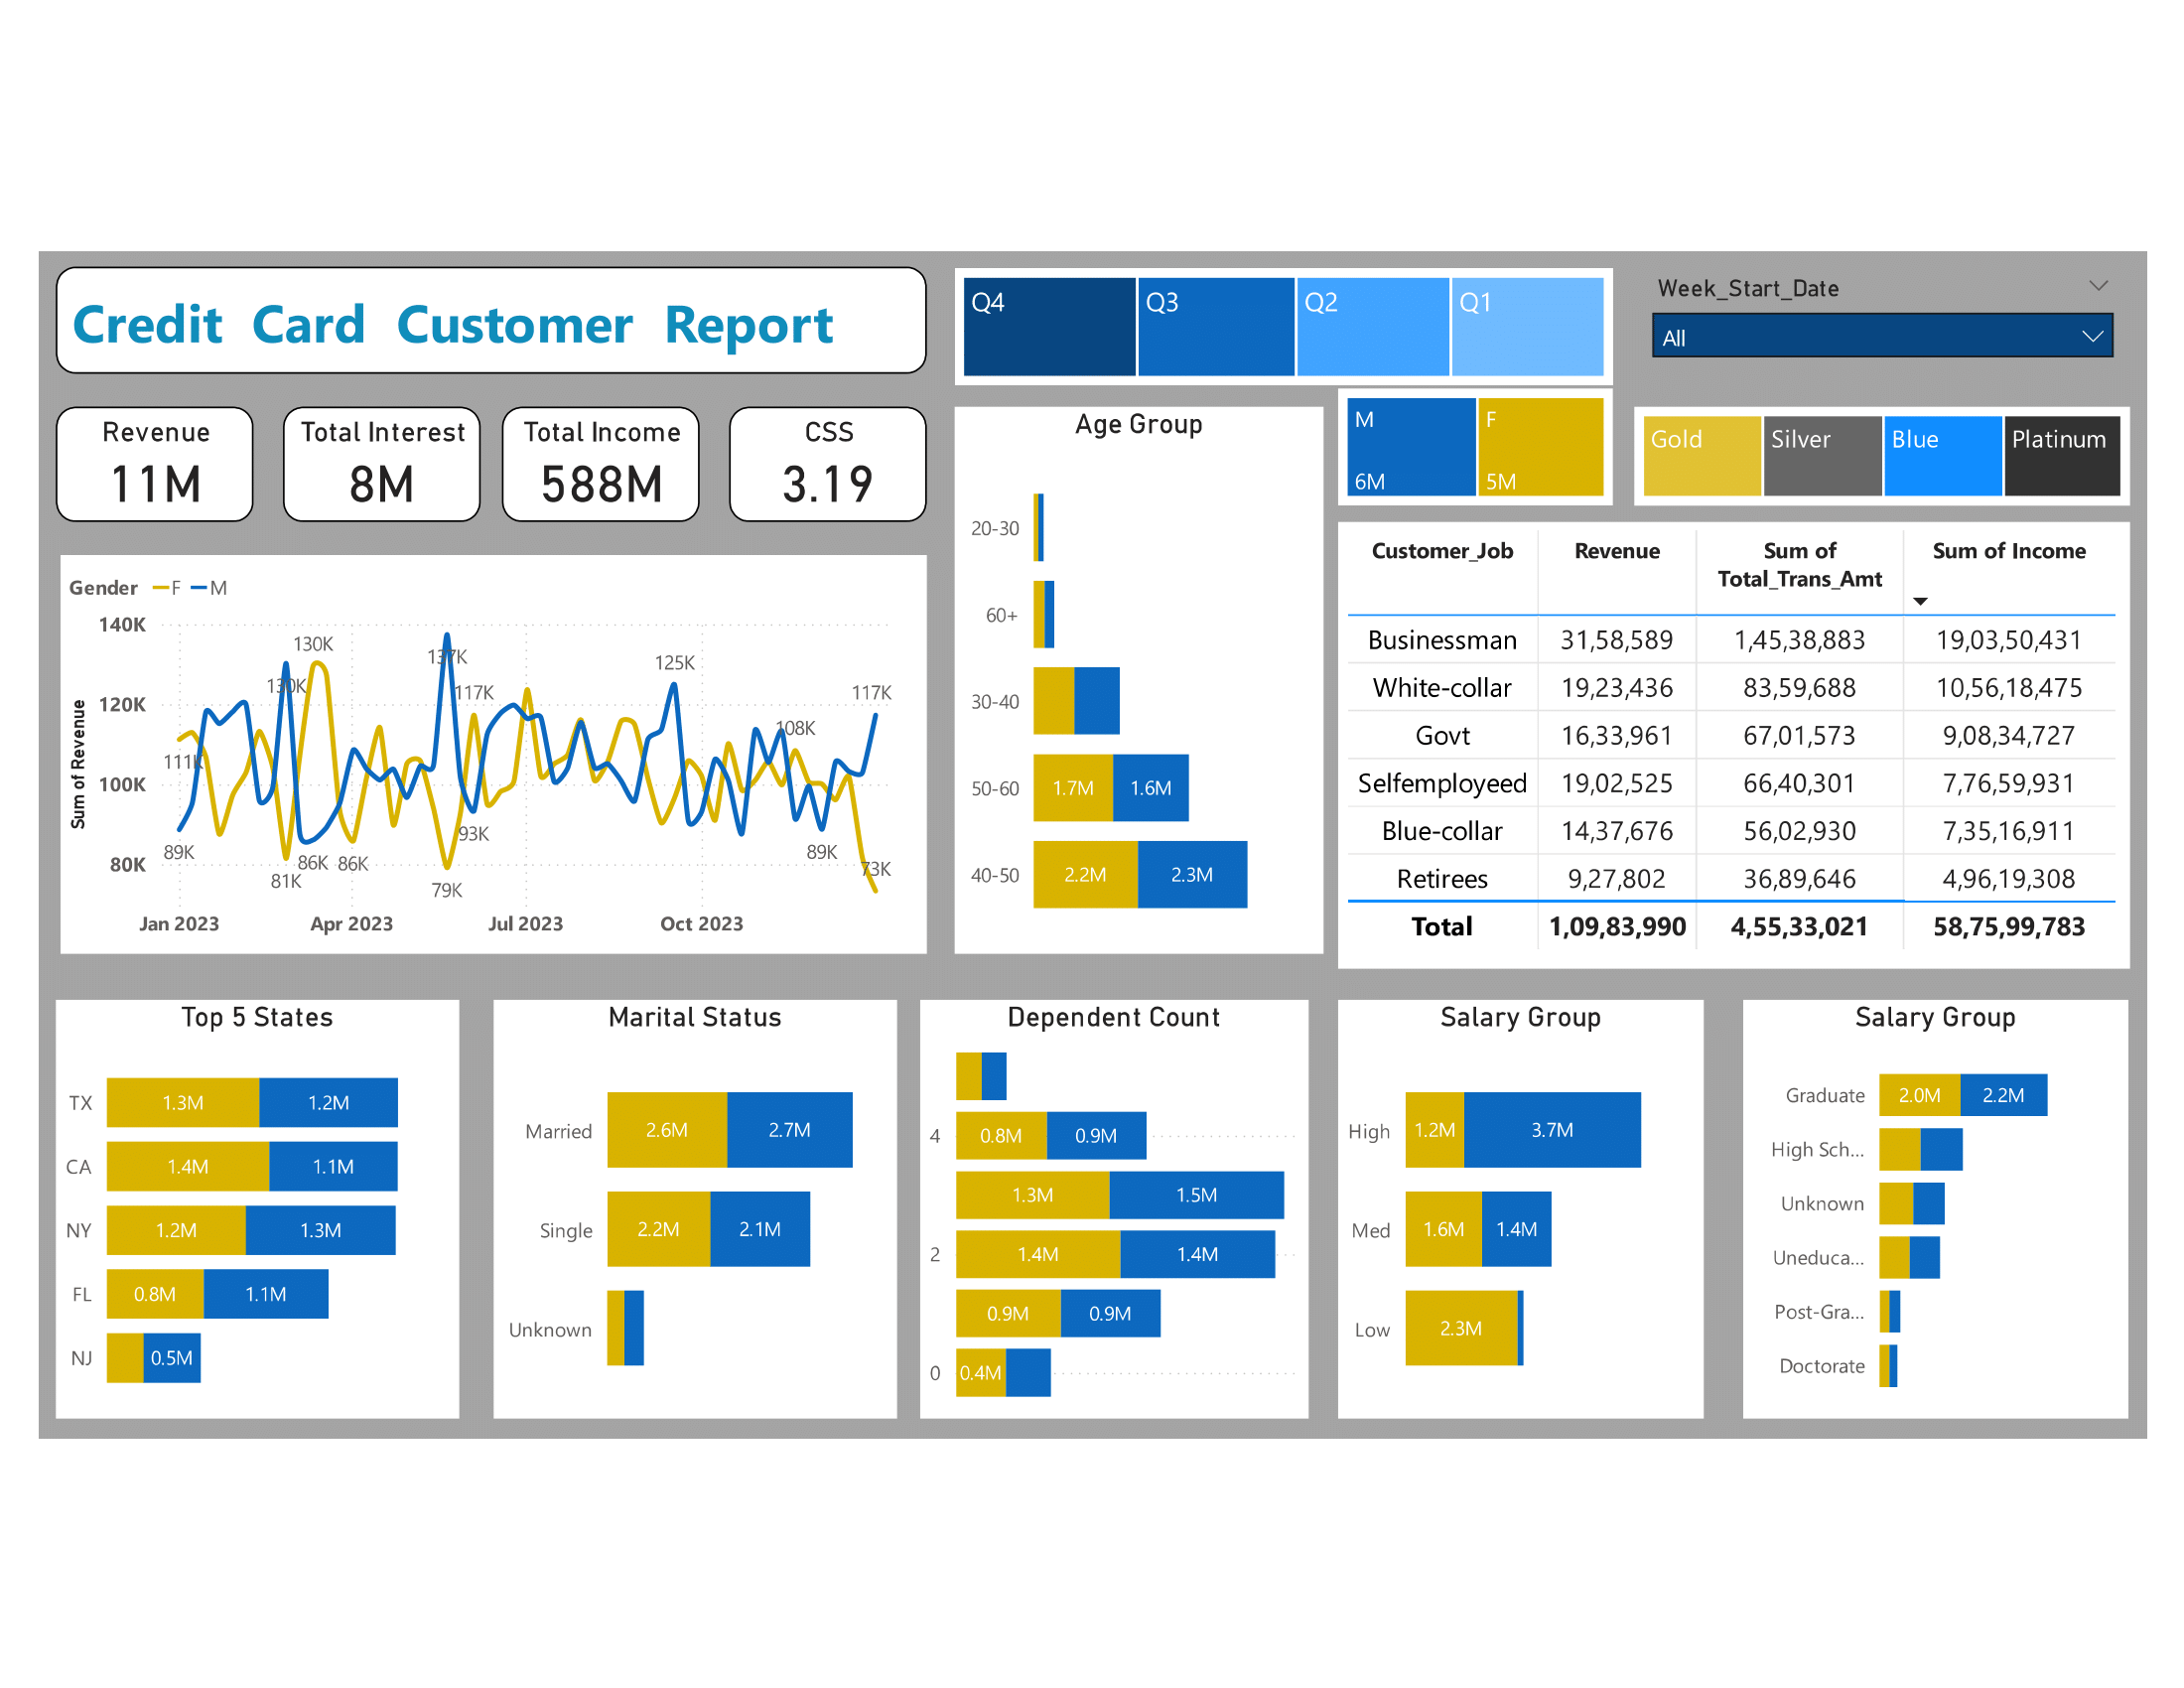 Credit Card Customer Report
Q4
Q3
Q2
Q1
Week_Start_Date
All
Revenue
11M
Total Interest
8M
Total Income
588M
CSS
3.19
M
6M
F
5M
Gold
Silver
Blue
Platinum
Gender F M
Sum of Revenue
140K
120K
100K
80K
Jan 2023
Apr 2023
Jul 2023
Oct 2023
111K
89K
130K
81K
130K
86K
86K
137K
79K
117K
93K
125K
108K
89K
117K
73K
Age Group
20-30
60+
30-40
50-60 1.7M 1.6M
40-50 2.2M 2.3M
Customer_Job Revenue Sum of Total_Trans_Amt Sum of Income
Businessman 31,58,589 1,45,38,883 19,03,50,431
White-collar 19,23,436 83,59,688 10,56,18,475
Govt 16,33,961 67,01,573 9,08,34,727
Selfemployeed 19,02,525 66,40,301 7,76,59,931
Blue-collar 14,37,676 56,02,930 7,35,16,911
Retirees 9,27,802 36,89,646 4,96,19,308
Total 1,09,83,990 4,55,33,021 58,75,99,783
Top 5 States
TX 1.3M 1.2M
CA 1.4M 1.1M
NY 1.2M 1.3M
FL 0.8M 1.1M
NJ 0.5M
Marital Status
Married 2.6M 2.7M
Single 2.2M 2.1M
Unknown
Dependent Count
4 0.8M 0.9M
1.3M 1.5M
2 1.4M 1.4M
0.9M 0.9M
0 0.4M
Salary Group
High 1.2M 3.7M
Med 1.6M 1.4M
Low 2.3M
Salary Group
Graduate 2.0M 2.2M
High Sch...
Unknown
Uneduca...
Post-Gra...
Doctorate